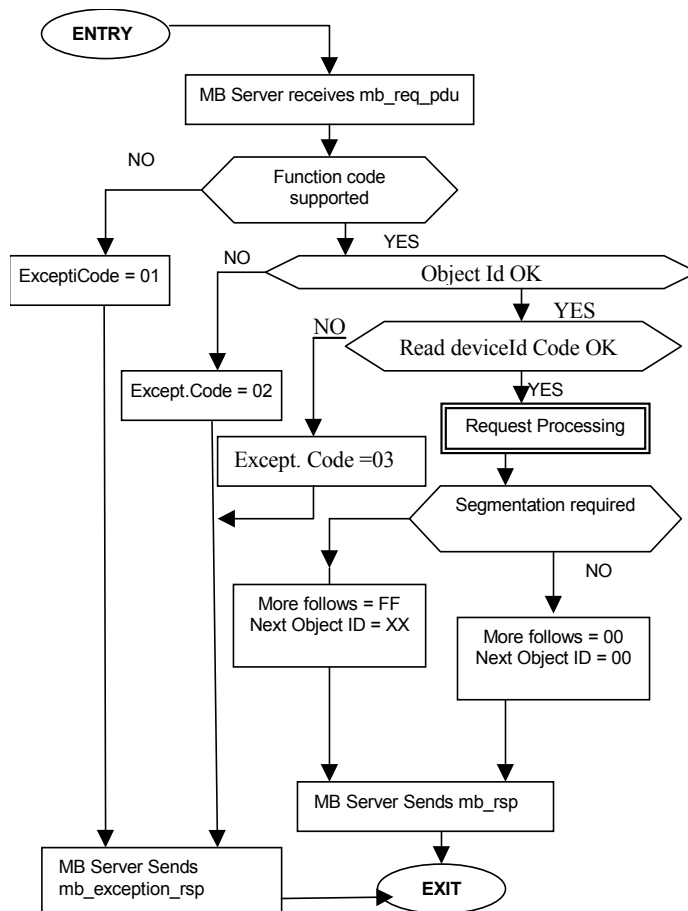 ENTRY
MB Server receives mb_req_pdu
NO
Function code
supported
YES
ExceptiCode = 01
NO
Object Id OK
YES
NO
Read deviceId Code OK
Except.Code = 02
YES
Request Processing
Except. Code =03
Segmentation required
NO
More follows = FF
Next Object ID = XX
More follows = 00
Next Object ID = 00
MB Server Sends mb_rsp
MB Server Sends
mb_exception_rsp
EXIT